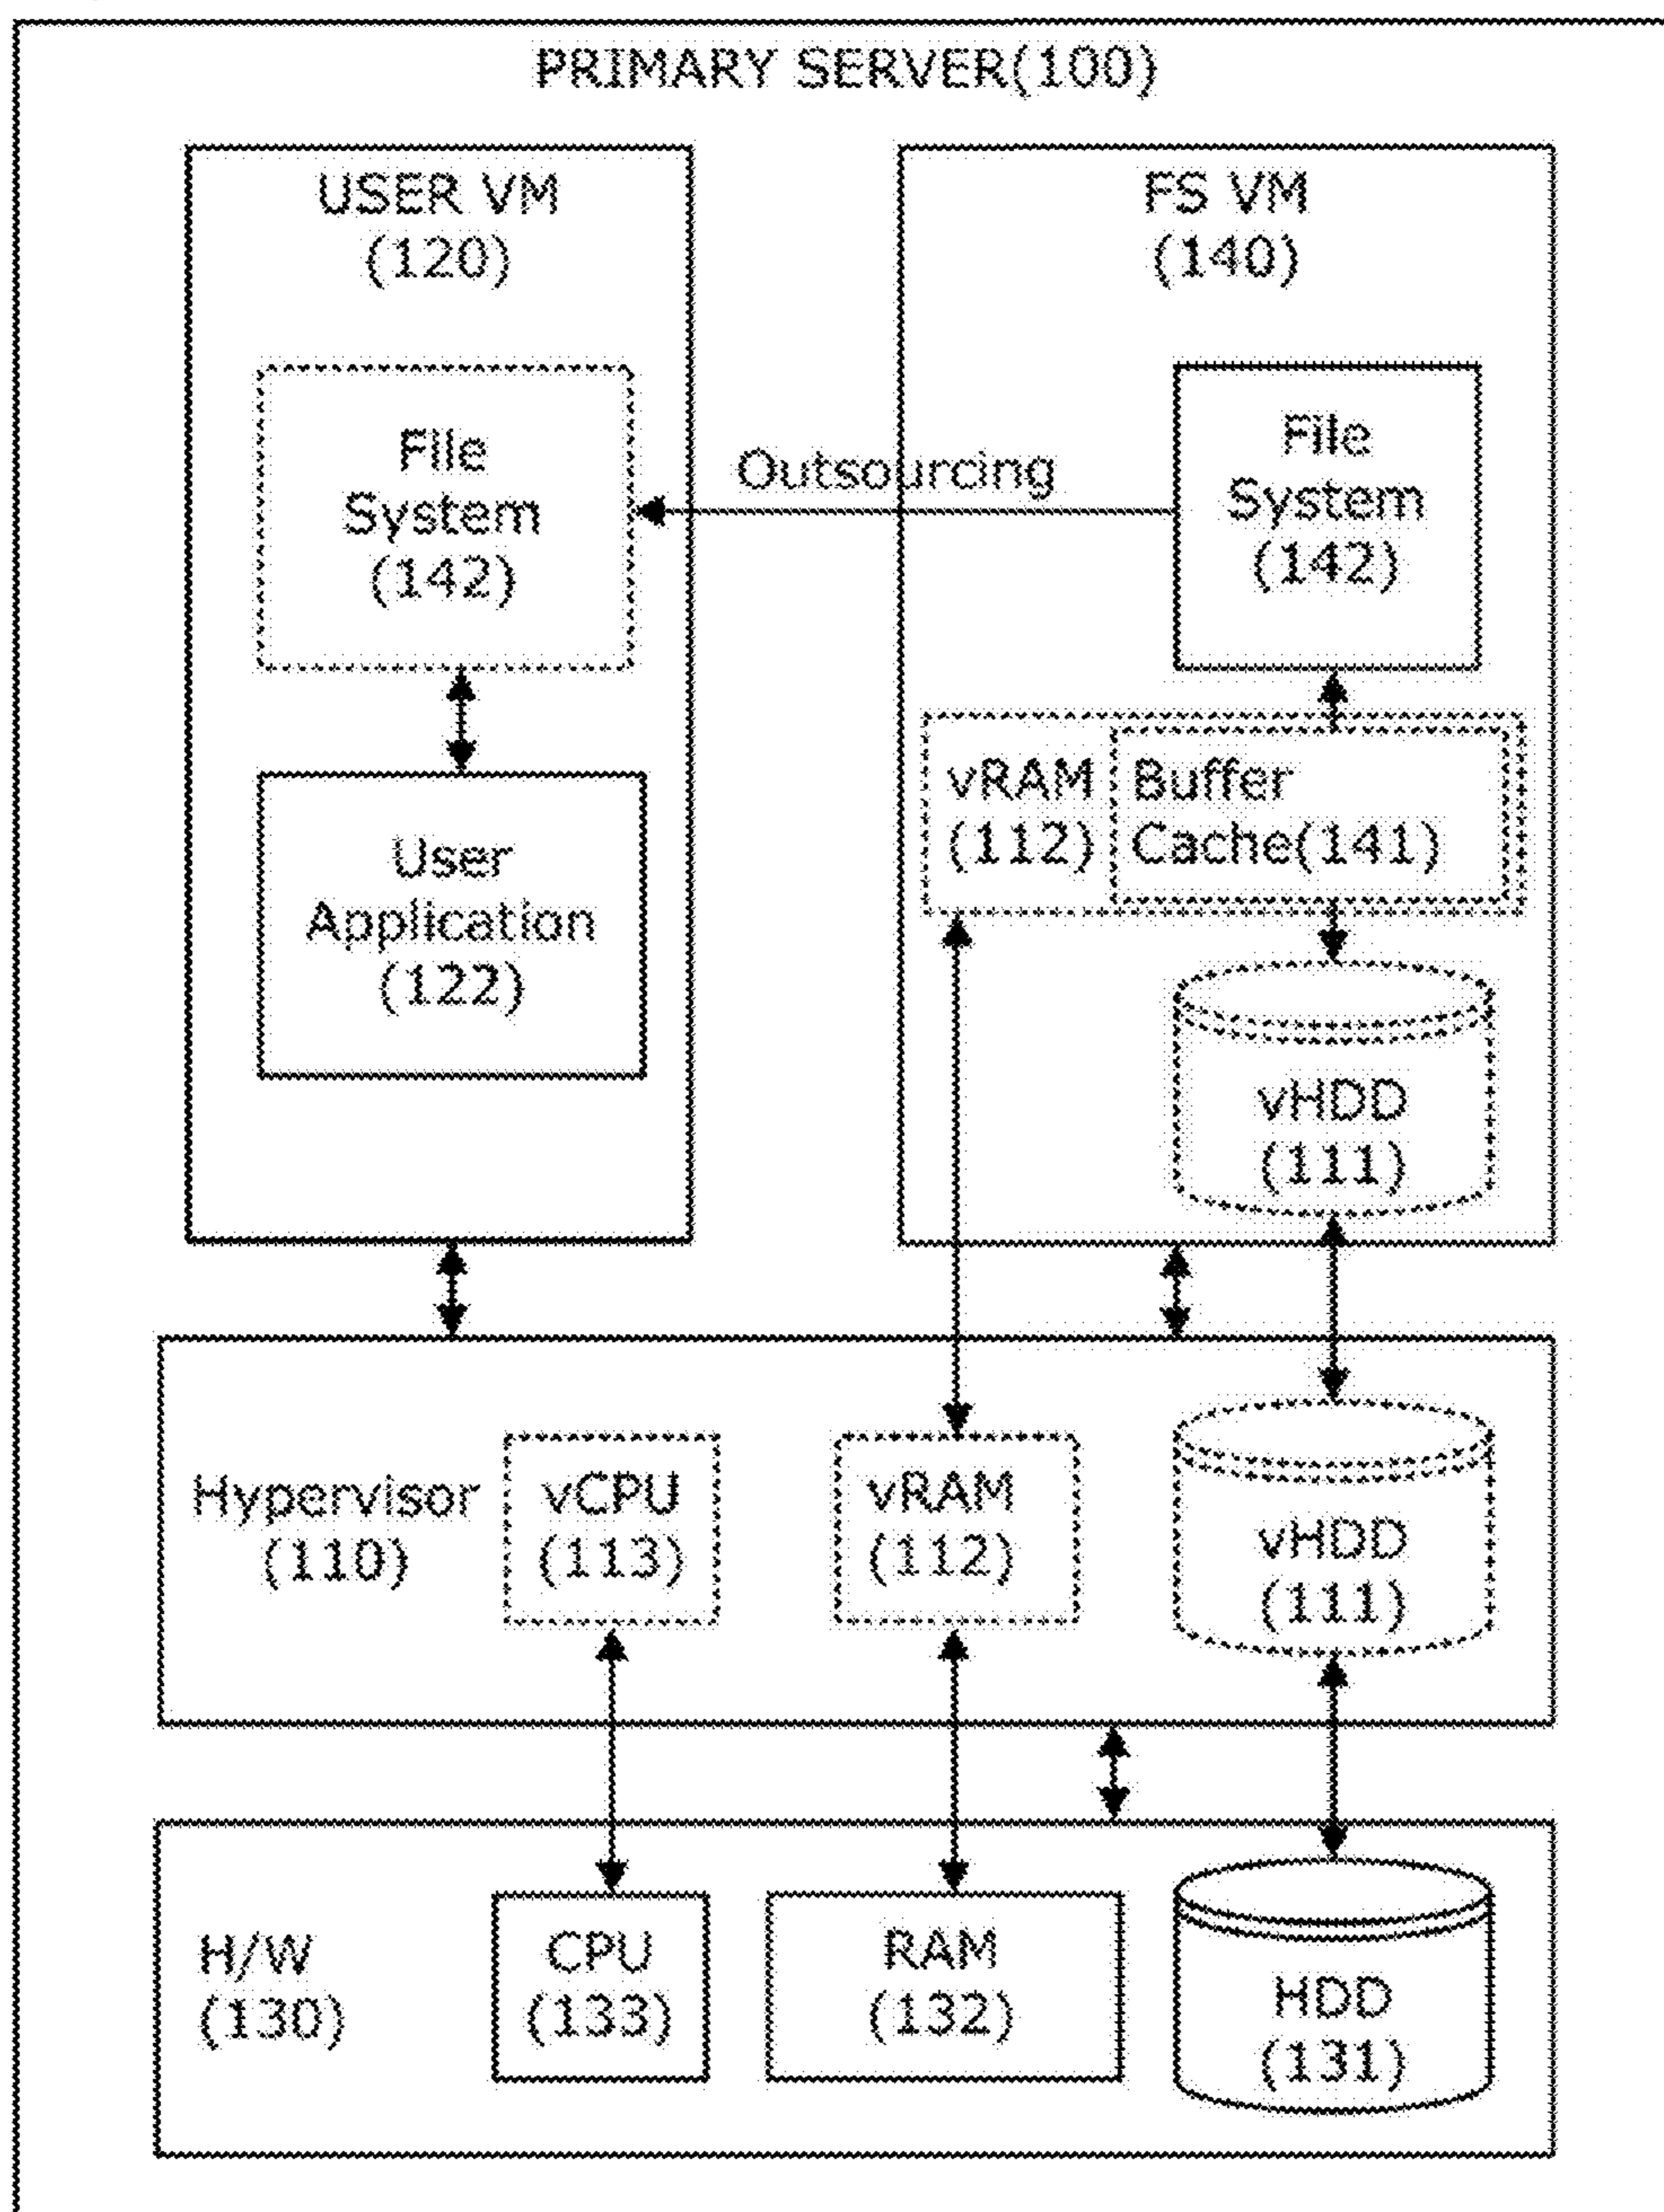 PRIMARY SERVER(100)
USER VM
(120)
File
System
(142)
User
Application
(122)
Outsourcing
FS VM
(140)
File
System
(142)
vRAM
(112)
Buffer
Cache(141)
vHDD
(111)
Hypervisor
(110)
vCPU
(113)
vRAM
(112)
vHDD
(111)
H/W
(130)
CPU
(133)
RAM
(132)
HDD
(131)